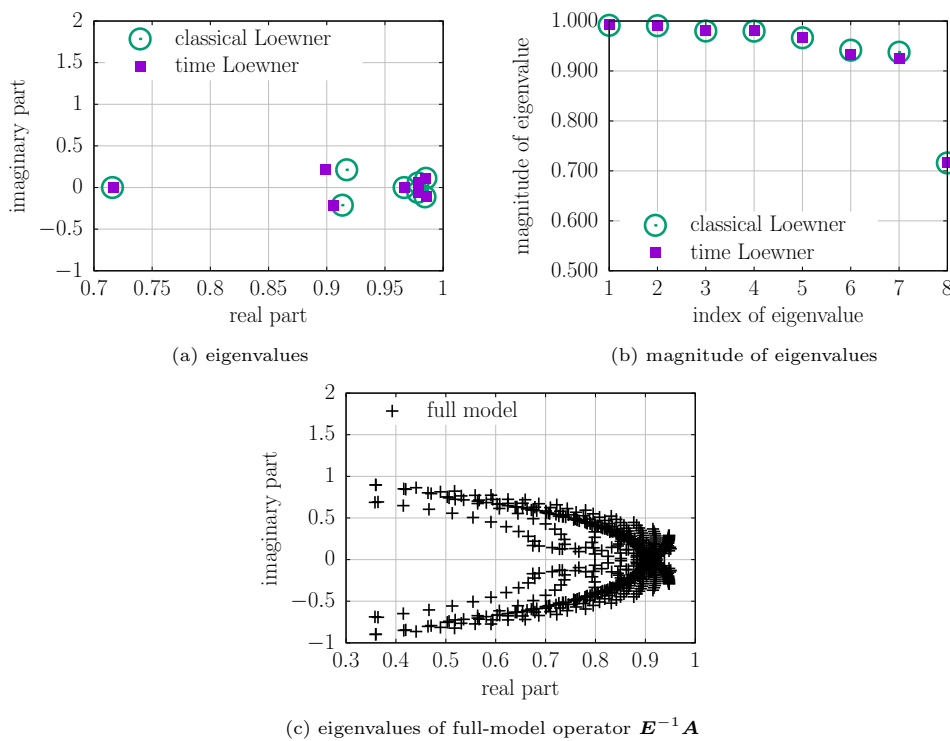 2
1.5
1
0.5
0
−0.5
−1
0.7 0.75 0.8 0.85 0.9 0.95 1
imaginary part
real part
classical Loewner
time Loewner
(a) eigenvalues
1.000
0.900
0.800
0.700
0.600
0.500
1 2 3 4 5 6 7 8
magnitude of eigenvalue
index of eigenvalue
classical Loewner
time Loewner
(b) magnitude of eigenvalues
2
1.5
1
0.5
0
−0.5
−1
0.3 0.4 0.5 0.6 0.7 0.8 0.9 1
imaginary part
real part
full model
(c) eigenvalues of full-model operator E⁻¹A